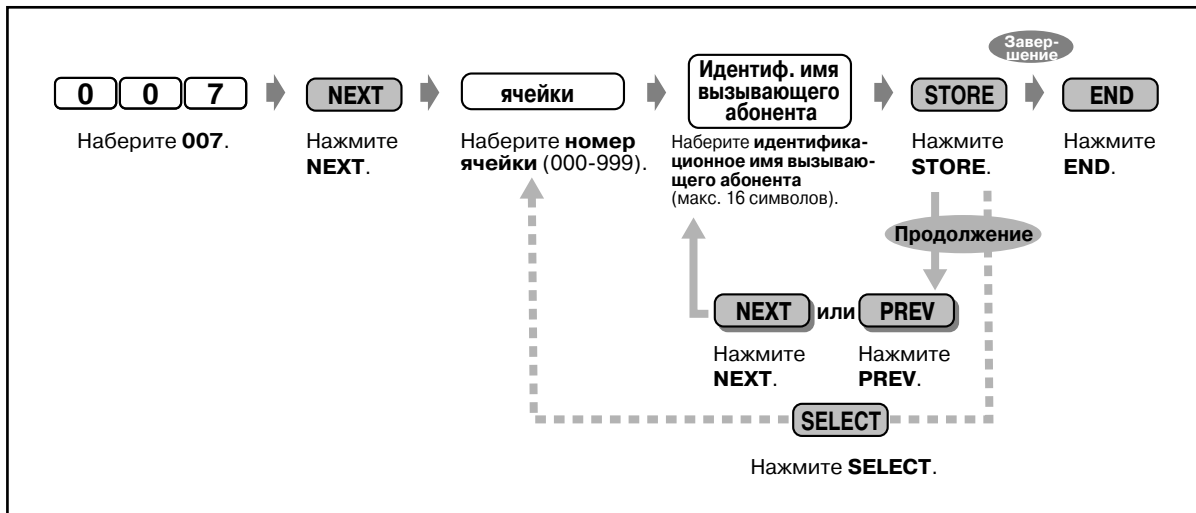 Завер-
шение
0 0 7
NEXT
ячейки
Идентиф. имя
вызывающего
абонента
STORE
END
Наберите 007.
Нажмите
NEXT.
Наберите номер
ячейки (000-999).
Наберите идентифика-
ционное имя вызываю-
щего абонента
(макс. 16 символов).
Нажмите
STORE.
Нажмите
END.
Продолжение
NEXT или PREV
Нажмите
NEXT.
Нажмите
PREV.
SELECT
Нажмите SELECT.